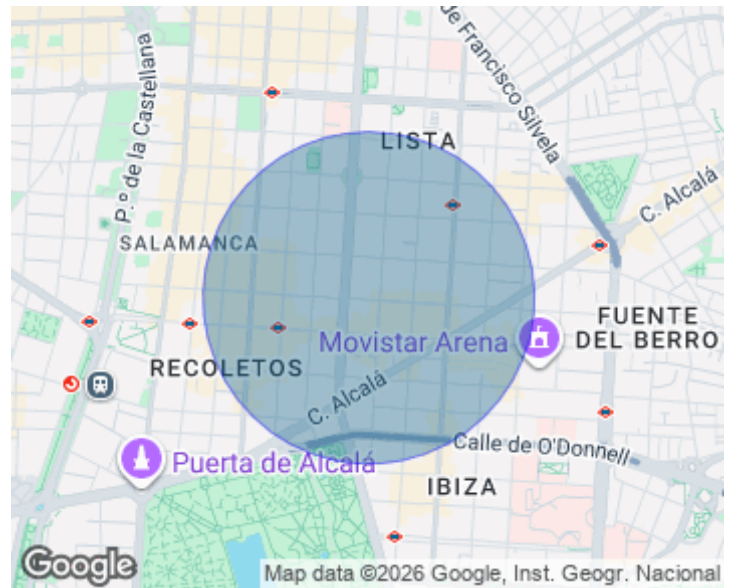 de Francisco Silvela
P.º de la Castellana
LISTA
C. Alcalá
SALAMANCA
FUENTE
DEL BERRO
Movistar Arena
RECOLETOS
C. Alcalá
Calle de O'Donnell
Puerta de Alcalá
IBIZA
Google
Map data ©2026 Google, Inst. Geogr. Nacional